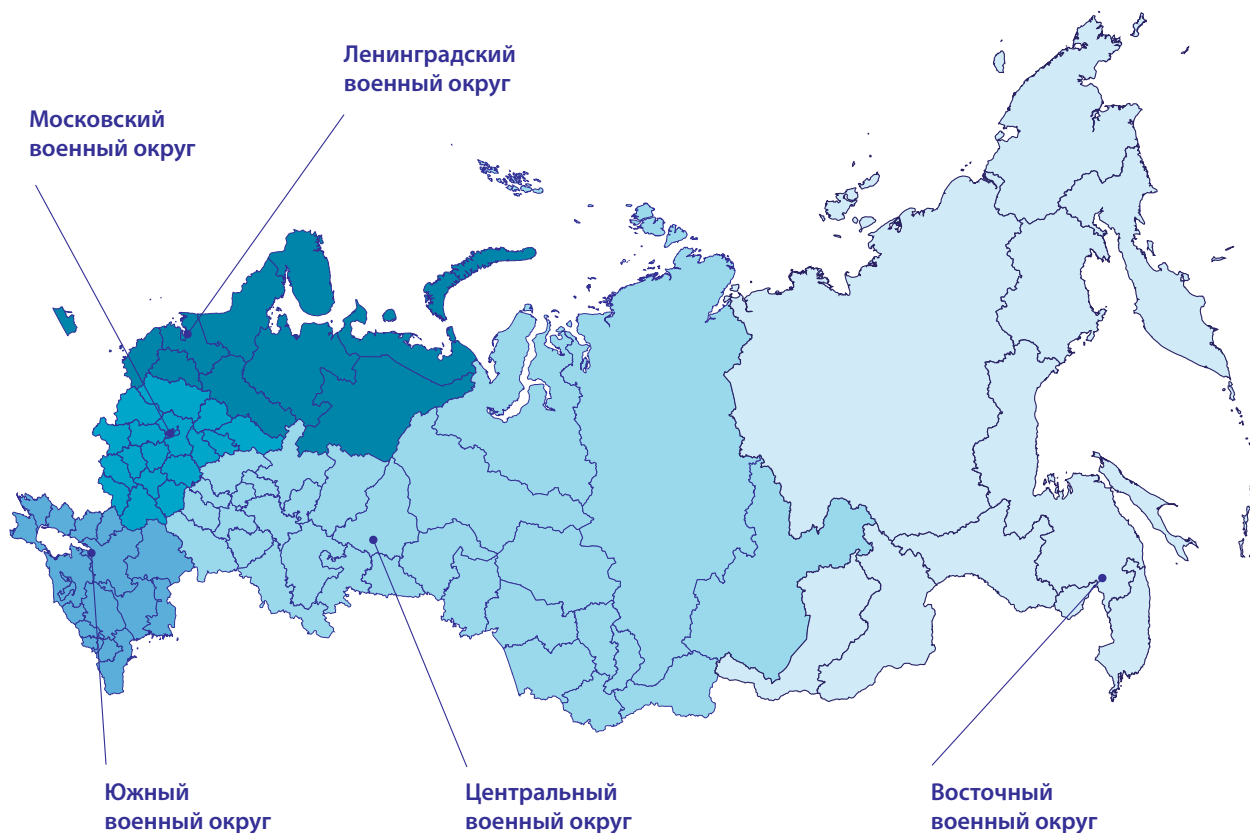 Ленинградский
военный округ
Московский
военный округ
Южный
военный округ
Центральный
военный округ
Восточный
военный округ